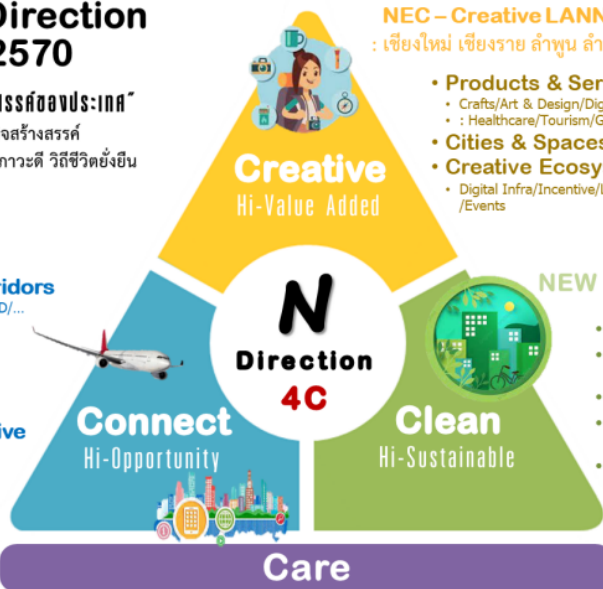 Direction
2570
NEC – Creative LANN
: เชียงใหม่ เชียงราย ลำพูน ลำ
รรค์ของประเทศ"
จสร้างสรรค์
ภาวะดี วิถีชีวิตยั่งยืน
• Products & Ser
• Crafts/Art & Design/Dig
• : Healthcare/Tourism/G
• Cities & Spaces
• Creative Ecosy
• Digital Infra/Incentive/L
/Events
Creative
Hi-Value Added
idors
D/...
NEW
N
Direction
4C
ive
Connect
Hi-Opportunity
Clean
Hi-Sustainable
Care